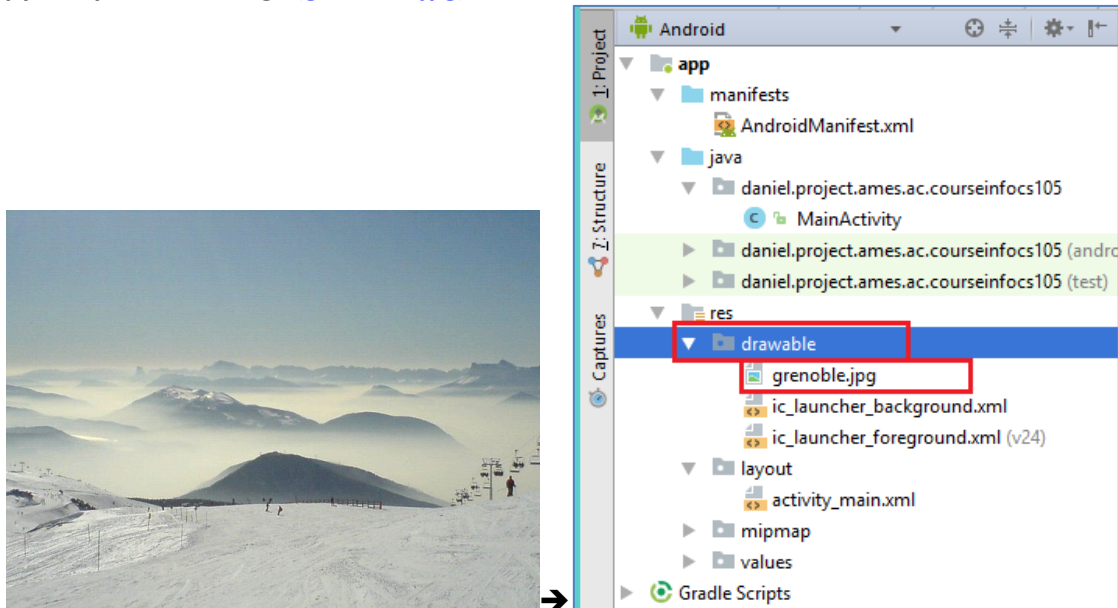 Android
1: Project
app
manifests
AndroidManifest.xml
java
daniel.project.ames.ac.courseinfocs105
MainActivity
daniel.project.ames.ac.courseinfocs105 (andro
daniel.project.ames.ac.courseinfocs105 (test)
7: Structure
res
drawable
grenoble.jpg
ic_launcher_background.xml
ic_launcher_foreground.xml (v24)
Captures
layout
activity_main.xml
mipmap
values
Gradle Scripts